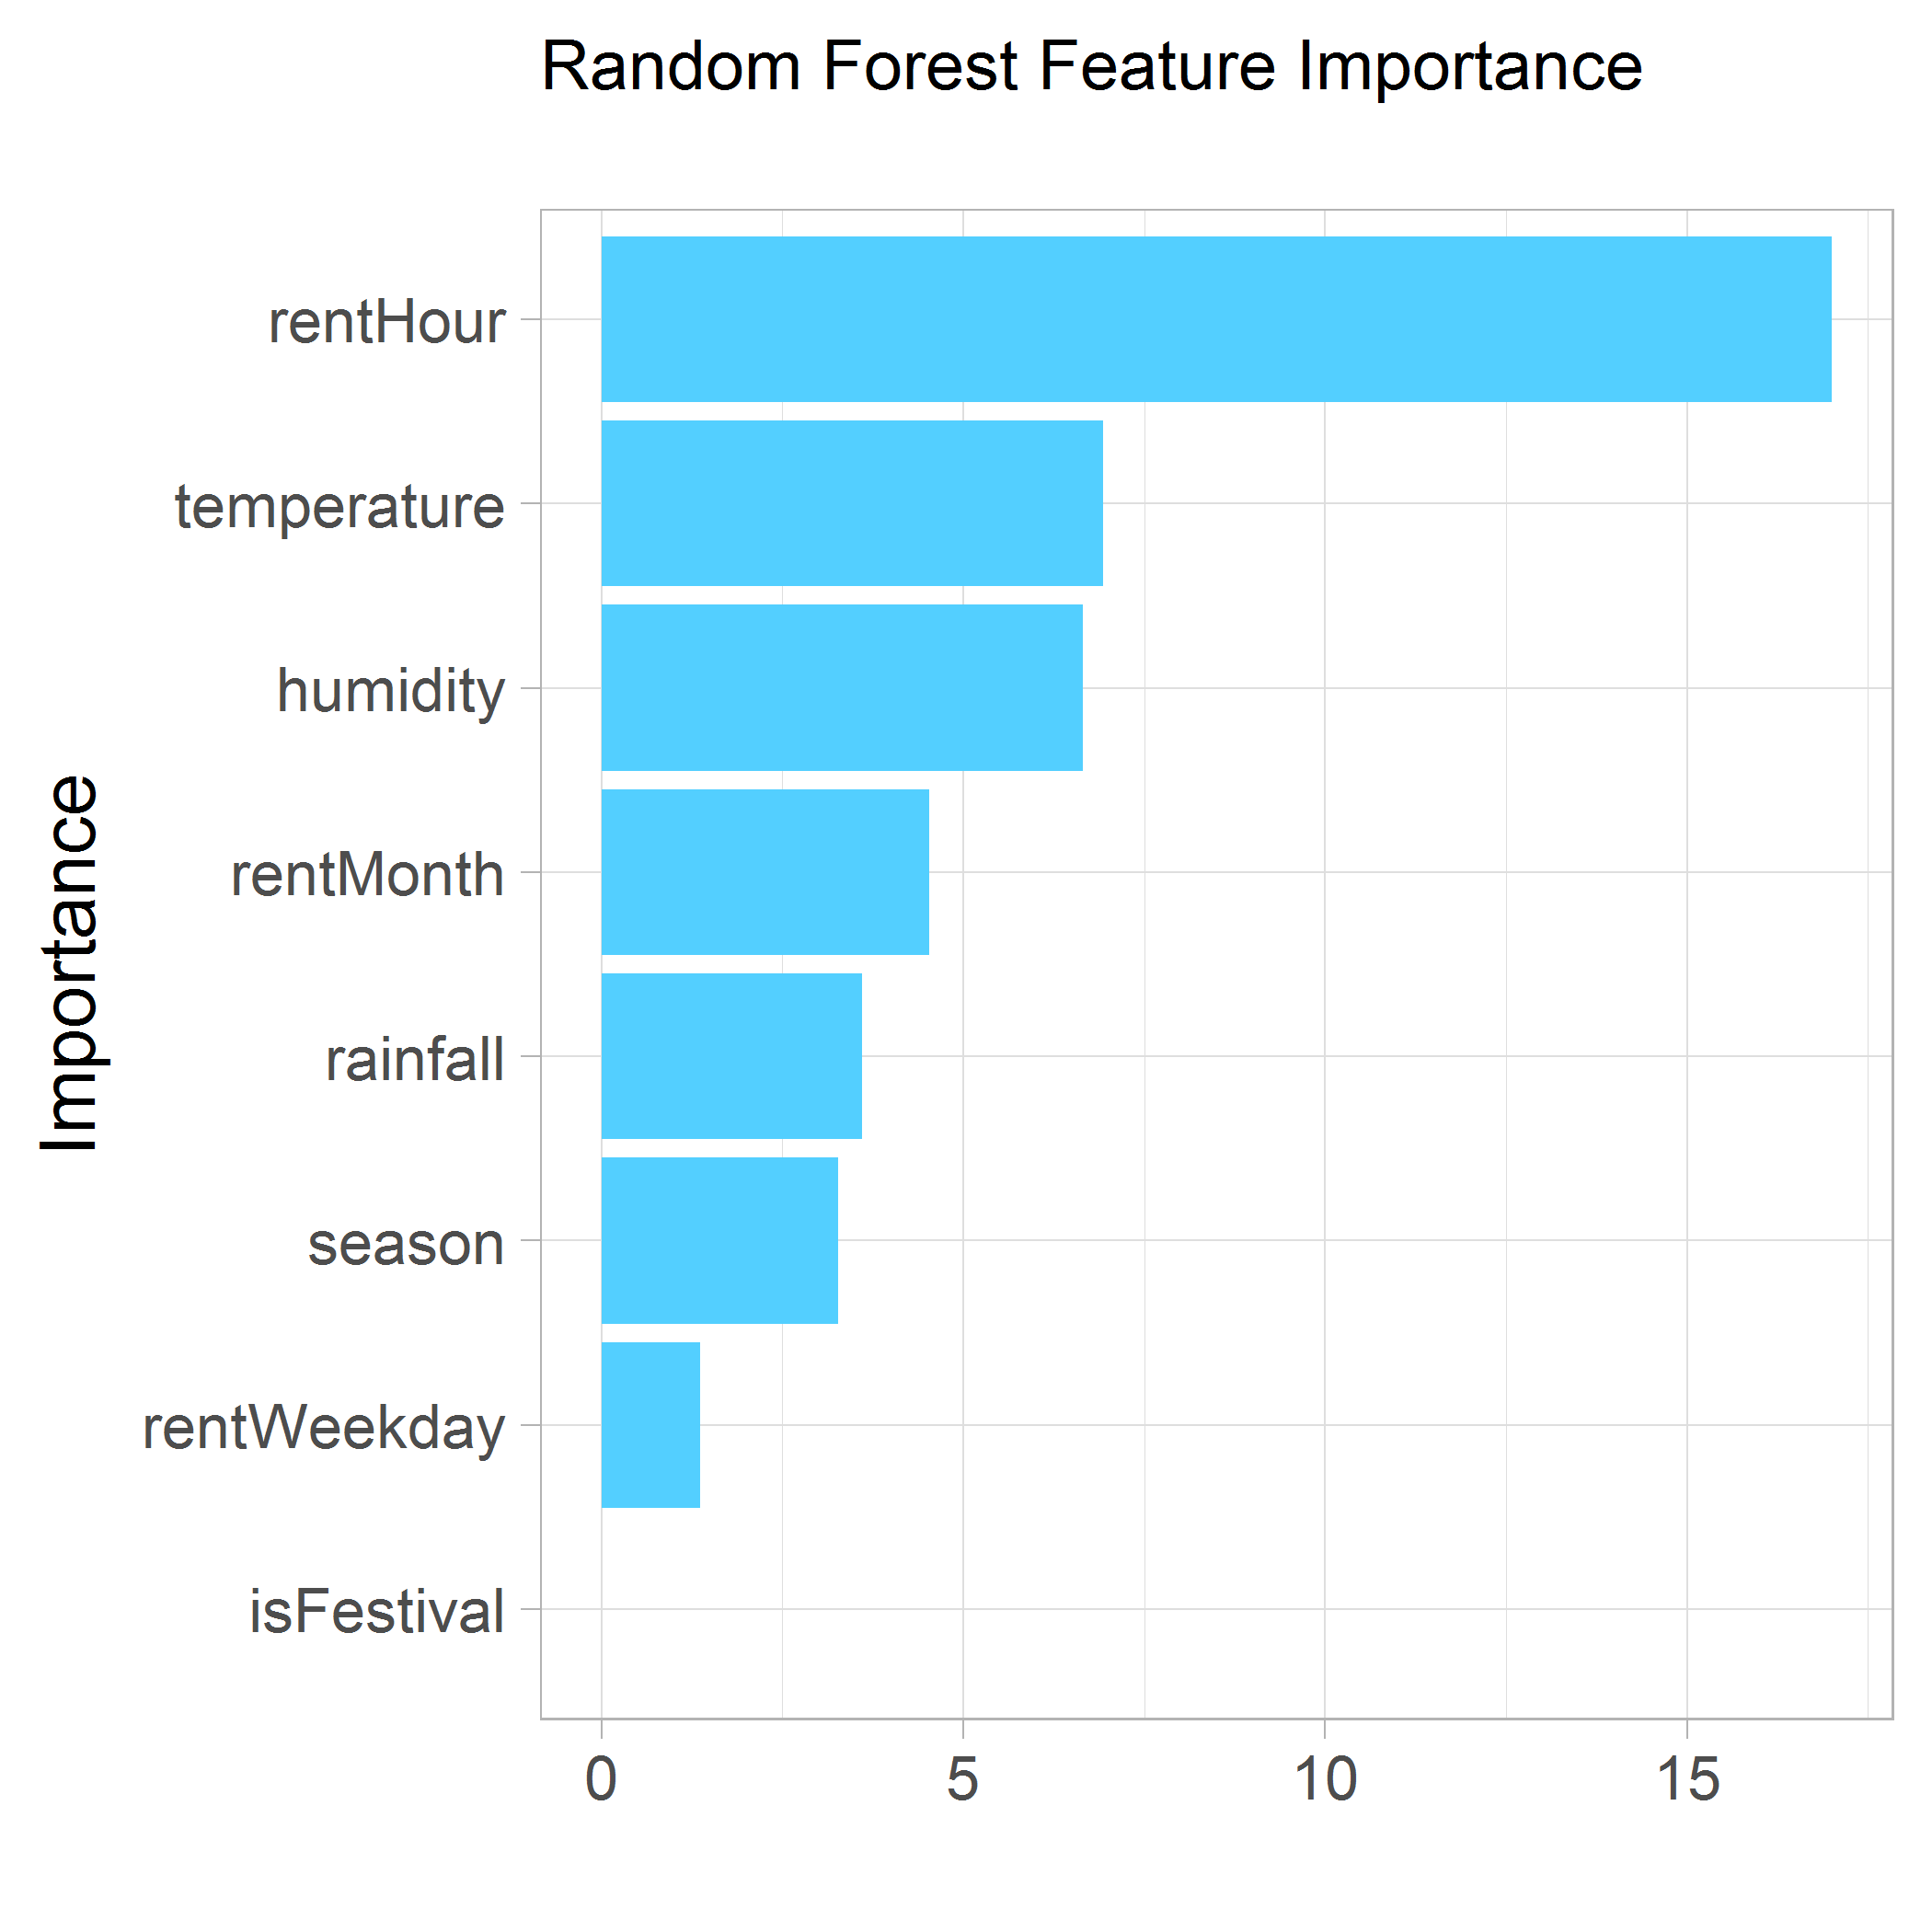 Random Forest Feature Importance
Importance
rentHour
temperature
humidity
rentMonth
rainfall
season
rentWeekday
isFestival
0 5 10 15